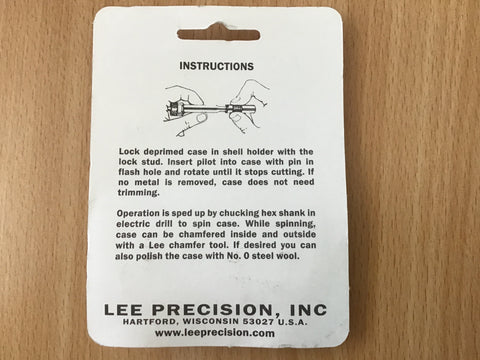 INSTRUCTIONS
Lock deprimed case in shell holder with the
lock stud. Insert pilot into case with pin in
flash hole and rotate until it stops cutting. If
no metal is removed, case does not need
trimming.
Operation is sped up by chucking hex shank in
electric drill to spin case. While spinning,
case can be chamfered inside and outside
with a Lee chamfer tool. If desired you can
also polish the case with No. 0 steel wool.
LEE PRECISION, INC
HARTFORD, WISCONSIN 53027 U.S.A.
www.leeprecision.com